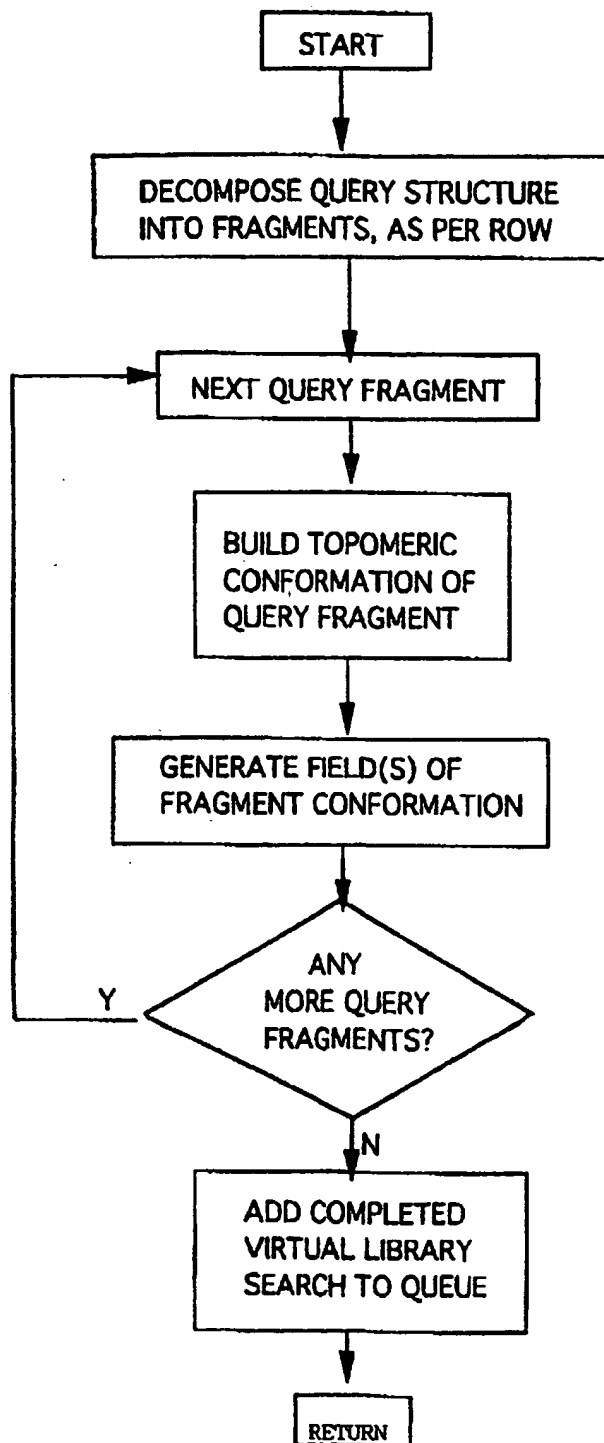 START
DECOMPOSE QUERY STRUCTURE
INTO FRAGMENTS, AS PER ROW
NEXT QUERY FRAGMENT
BUILD TOPOMERIC
CONFORMATION OF
QUERY FRAGMENT
GENERATE FIELD(S) OF
FRAGMENT CONFORMATION
ANY
MORE QUERY
FRAGMENTS?
Y
N
ADD COMPLETED
VIRTUAL LIBRARY
SEARCH TO QUEUE
RETURN